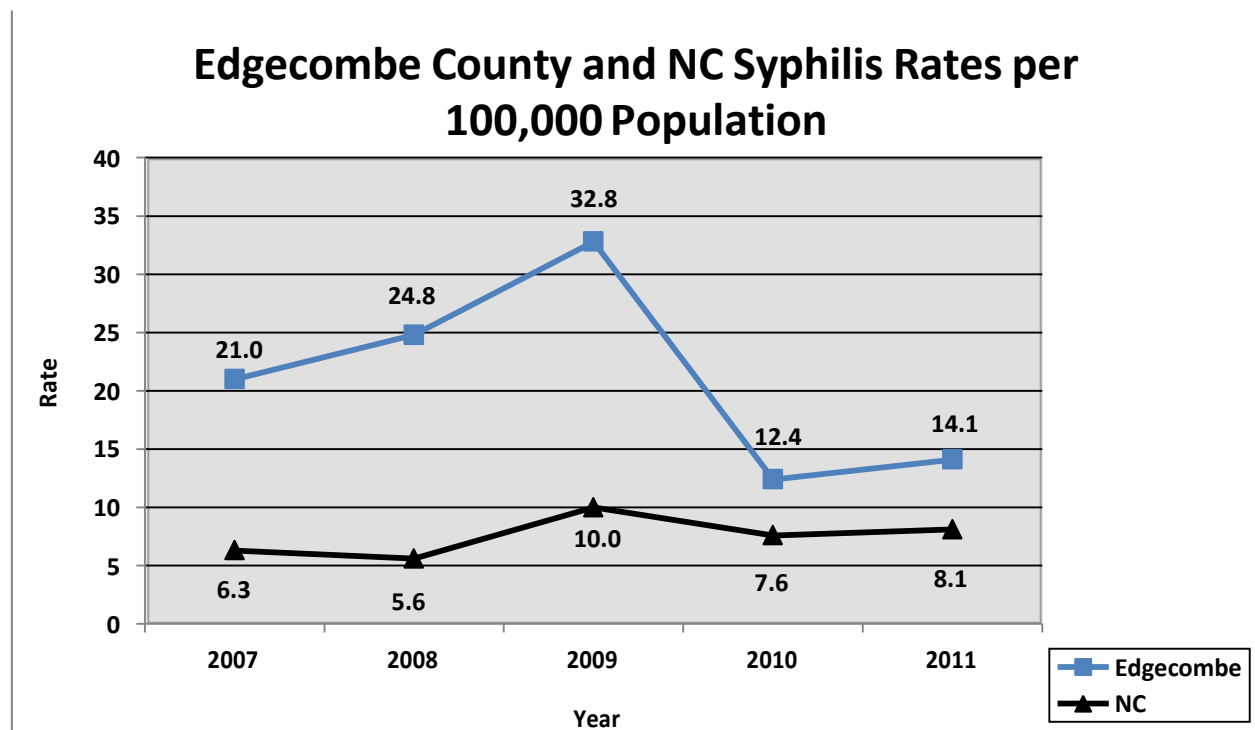 Edgecombe County and NC Syphilis Rates per
100,000 Population
40
35
30
25
20
15
10
5
0
Rate
21.0
24.8
32.8
12.4
14.1
6.3
5.6
10.0
7.6
8.1
2007 2008 2009 2010 2011
Year
Edgecombe
NC